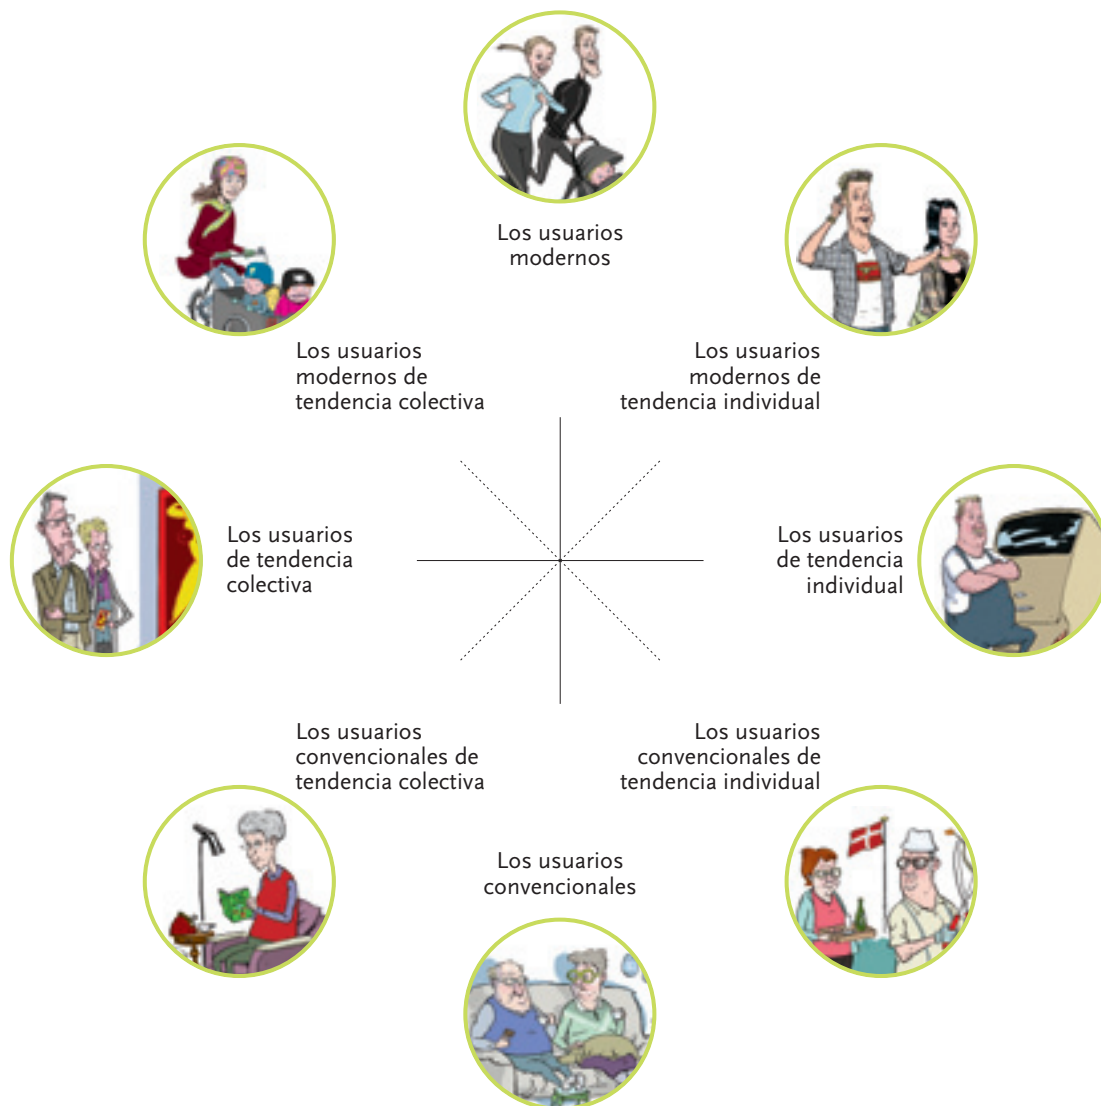 Los usuarios
modernos
Los usuarios
modernos de
tendencia colectiva
Los usuarios
modernos de
tendencia individual
Los usuarios
de tendencia
colectiva
Los usuarios
de tendencia
individual
Los usuarios
convencionales de
tendencia colectiva
Los usuarios
convencionales de
tendencia individual
Los usuarios
convencionales